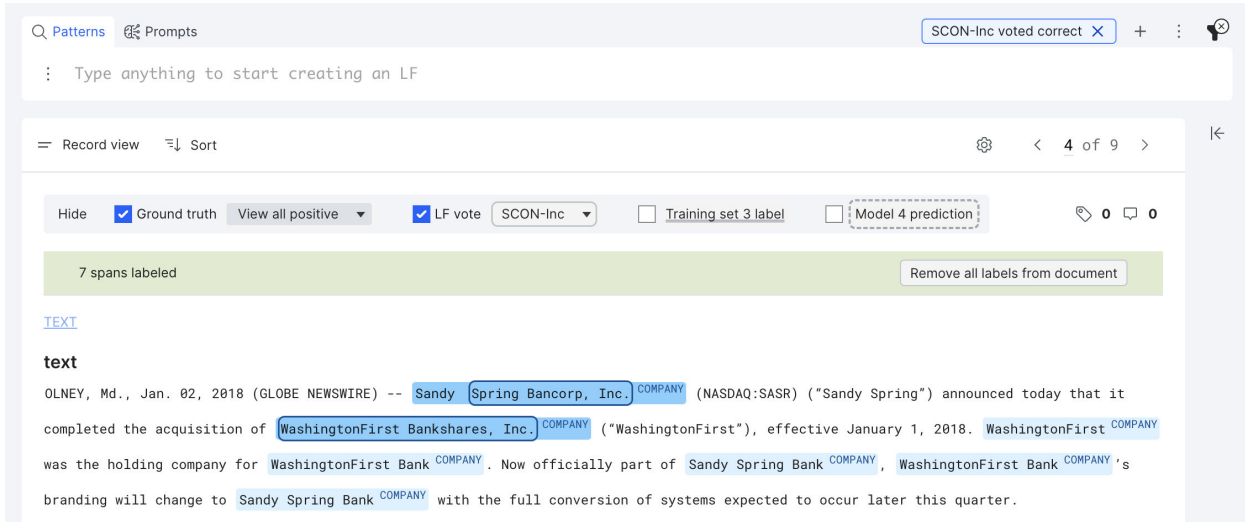 Patterns Prompts SCON-Inc voted correct
Type anything to start creating an LF
Record view Sort 4 of 9
Hide Ground truth View all positive LF vote SCON-Inc Training set 3 label Model 4 prediction 0 0
7 spans labeled Remove all labels from document
TEXT
text
OLNEY, Md., Jan. 02, 2018 (GLOBE NEWSWIRE) -- Sandy Spring Bancorp, Inc. COMPANY (NASDAQ:SASR) (“Sandy Spring”) announced today that it
completed the acquisition of WashingtonFirst Bankshares, Inc. COMPANY (“WashingtonFirst”), effective January 1, 2018. WashingtonFirst COMPANY
was the holding company for WashingtonFirst Bank COMPANY. Now officially part of Sandy Spring Bank COMPANY, WashingtonFirst Bank COMPANY's
branding will change to Sandy Spring Bank COMPANY with the full conversion of systems expected to occur later this quarter.